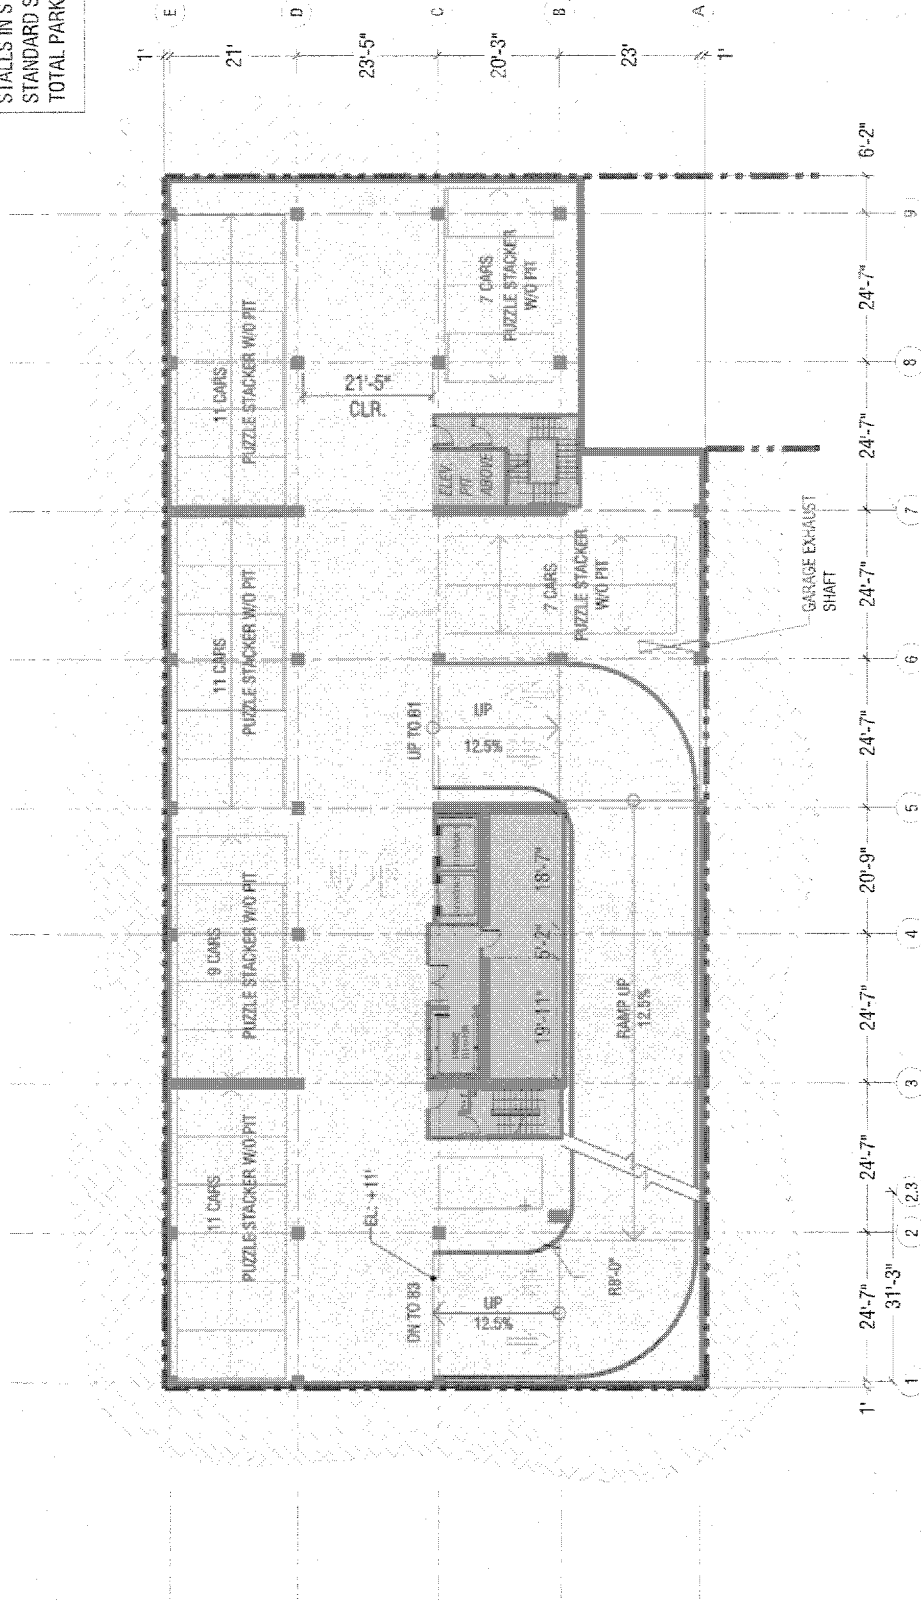 STALLS IN S
STANDARD S
TOTAL PARK
E
D
C
B
A
1'
21'
23'-5"
20'-3"
23'
1'
11 CARS
PUZZLE STACKER W/O PIT
9 CARS
PUZZLE STACKER W/O PIT
11 CARS
PUZZLE STACKER W/O PIT
11 CARS
PUZZLE STACKER W/O PIT
21'-5"
CLR.
EL: +11'
DN TO B3
UP TO B1
ELEV.
PIT
ABOVE
7 CARS
PUZZLE STACKER
W/O PIT
UP
12.5%
UP
12.5%
19'-11"
5'-2"
18'-7"
7 CARS
PUZZLE STACKER
W/O PIT
R9'-0"
RAMP UP
12.5%
GARAGE EXHAUST
SHAFT
1'
24'-7"
24'-7"
24'-7"
20'-9"
24'-7"
24'-7"
24'-7"
24'-7"
6'-2"
31'-3"
1
2
2.3
3
4
5
6
7
8
9